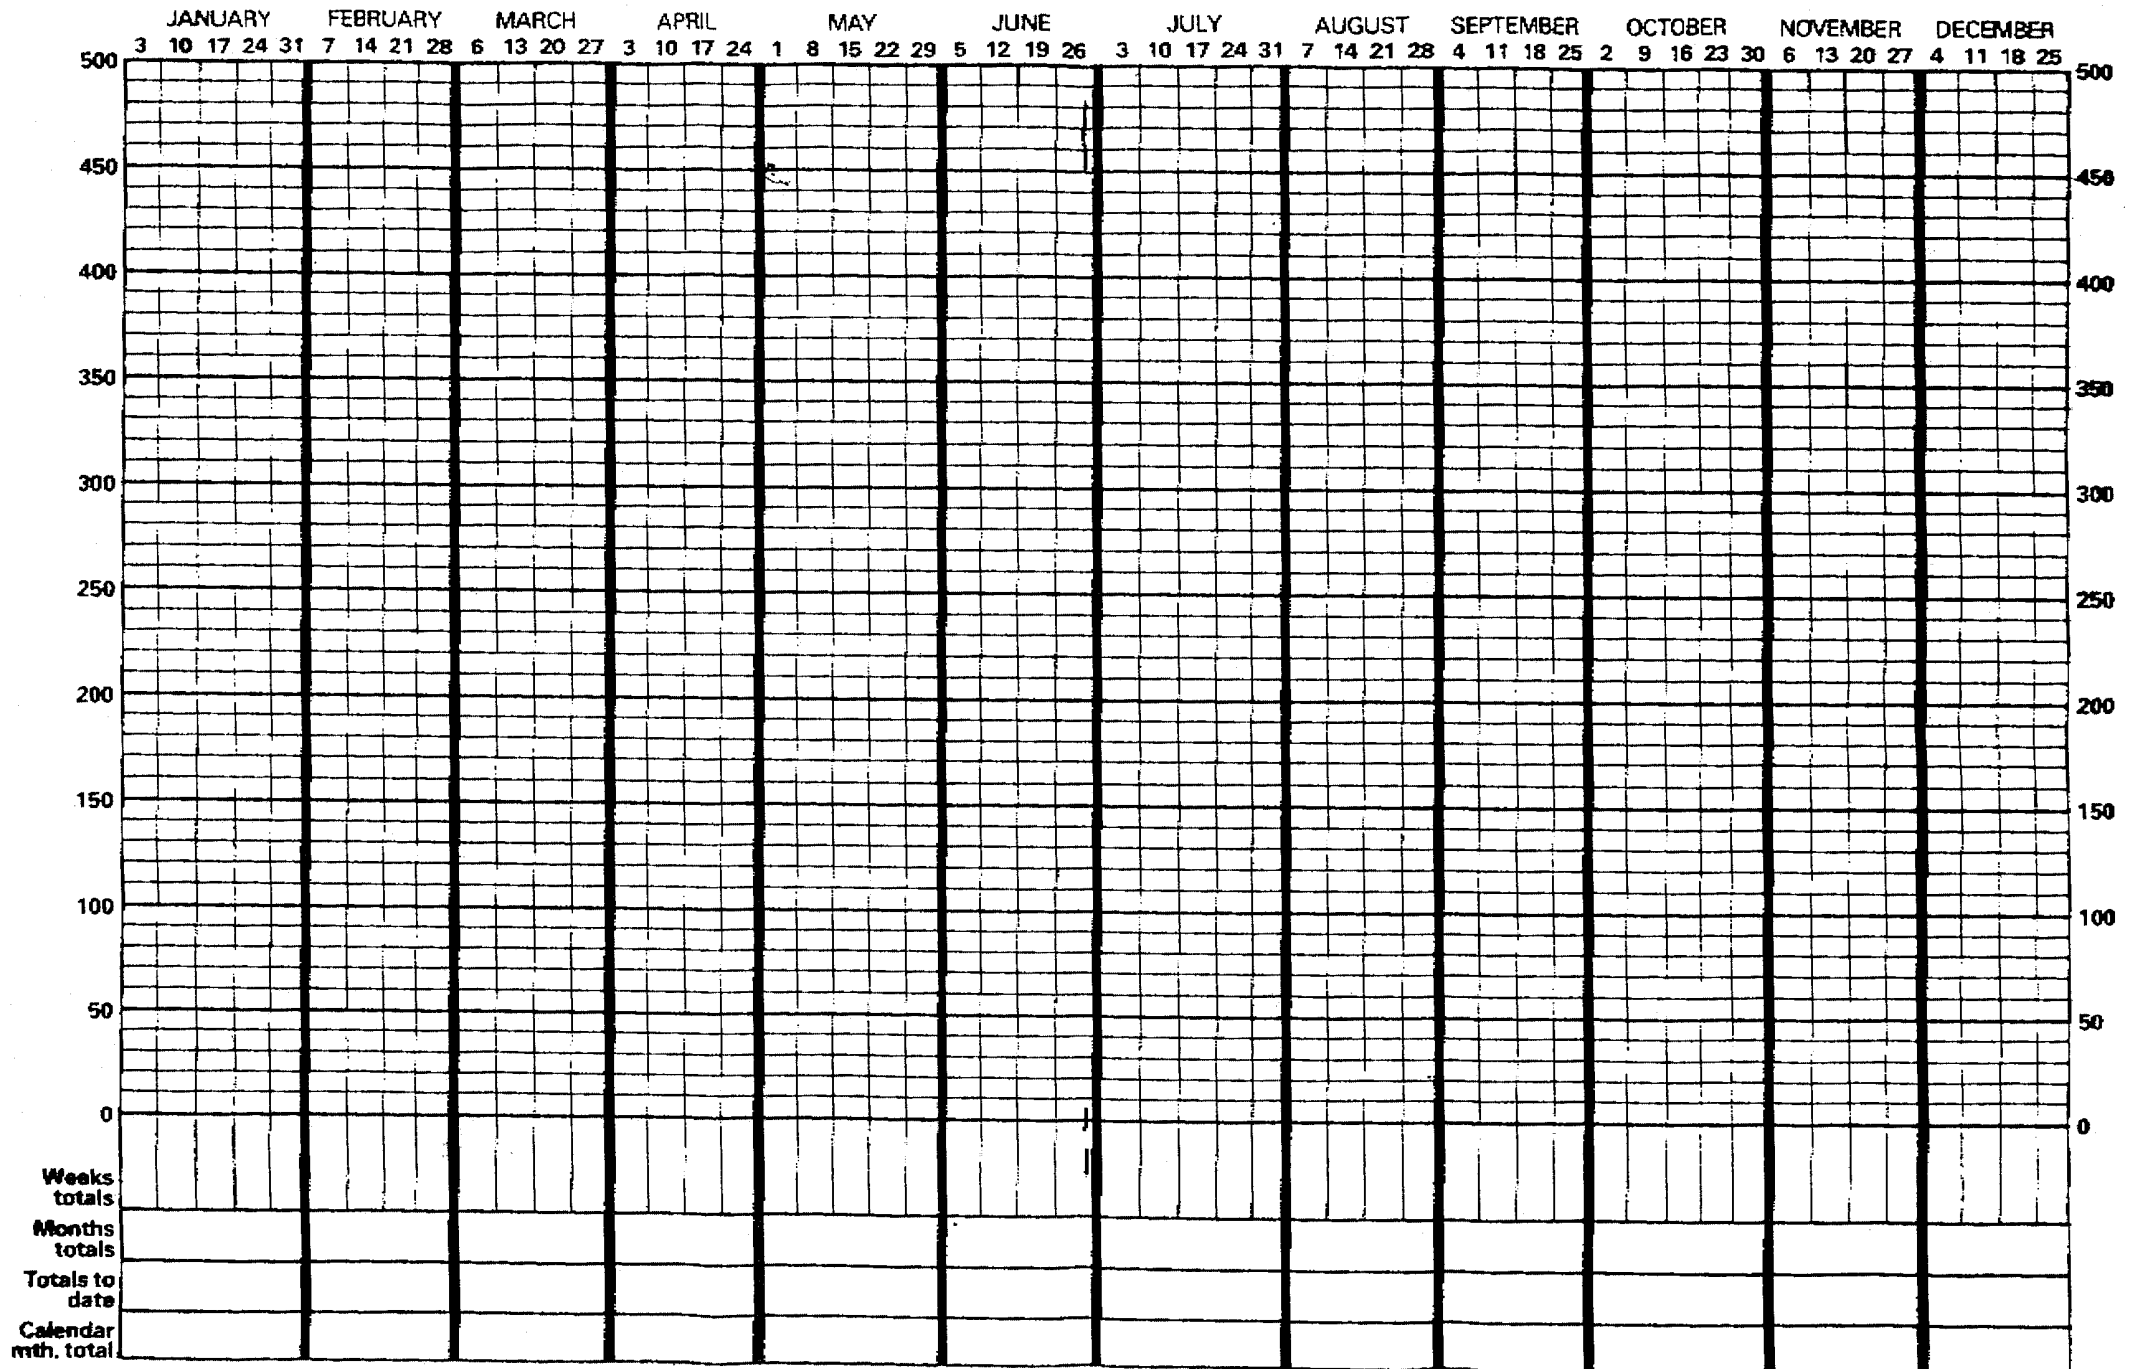 JANUARY FEBRUARY MARCH APRIL MAY JUNE JULY AUGUST SEPTEMBER OCTOBER NOVEMBER DECEMBER
3 10 17 24 31 7 14 21 28 6 13 20 27 3 10 17 24 1 8 15 22 29 5 12 19 26 3 10 17 24 31 7 14 21 28 4 11 18 25 2 9 16 23 30 6 13 20 27 4 11 18 25
500 500
450 450
400 400
350 350
300 300
250 250
200 200
150 150
100 100
50 50
0 0
Weeks
totals
Months
totals
Totals to
date
Calendar
mth. total